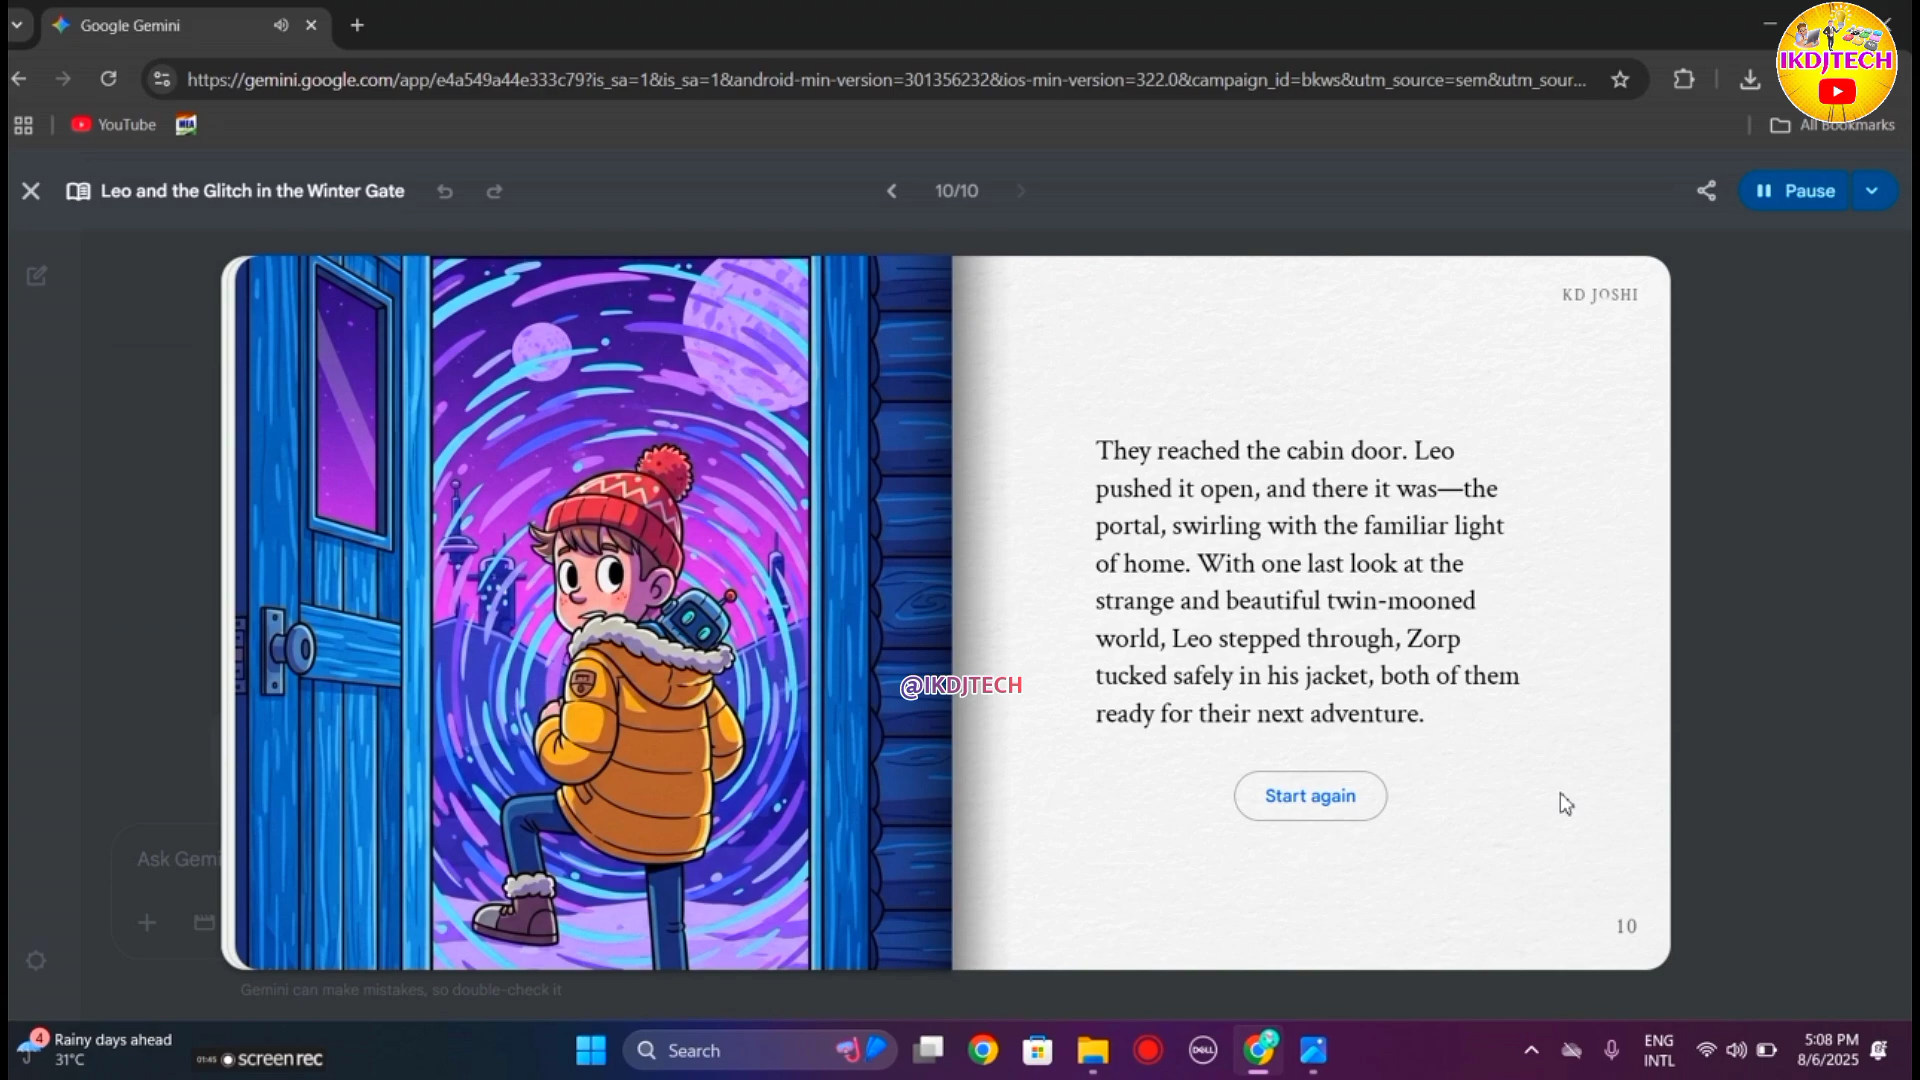 Google Gemini
IKDJTECH
https://gemini.google.com/app/e4a549a44e333c79?is_sa=1&is_sa=1&android-min-version=301356232&ios-min-version=322.0&campaign_id=bkws&utm_source=sem&utm_sour...
YouTube
All Bookmarks
Leo and the Glitch in the Winter Gate
10/10
Pause
KD JOSHI
They reached the cabin door. Leo
pushed it open, and there it was—the
portal, swirling with the familiar light
of home. With one last look at the
strange and beautiful twin-mooned
world, Leo stepped through, Zorp
tucked safely in his jacket, both of them
ready for their next adventure.
@IKDJTECH
Start again
Ask Gemi
10
Gemini can make mistakes, so double-check it
4
Rainy days ahead
31°C
01:45
screenrec
Search
DELL
ENG
INTL
5:08 PM
8/6/2025